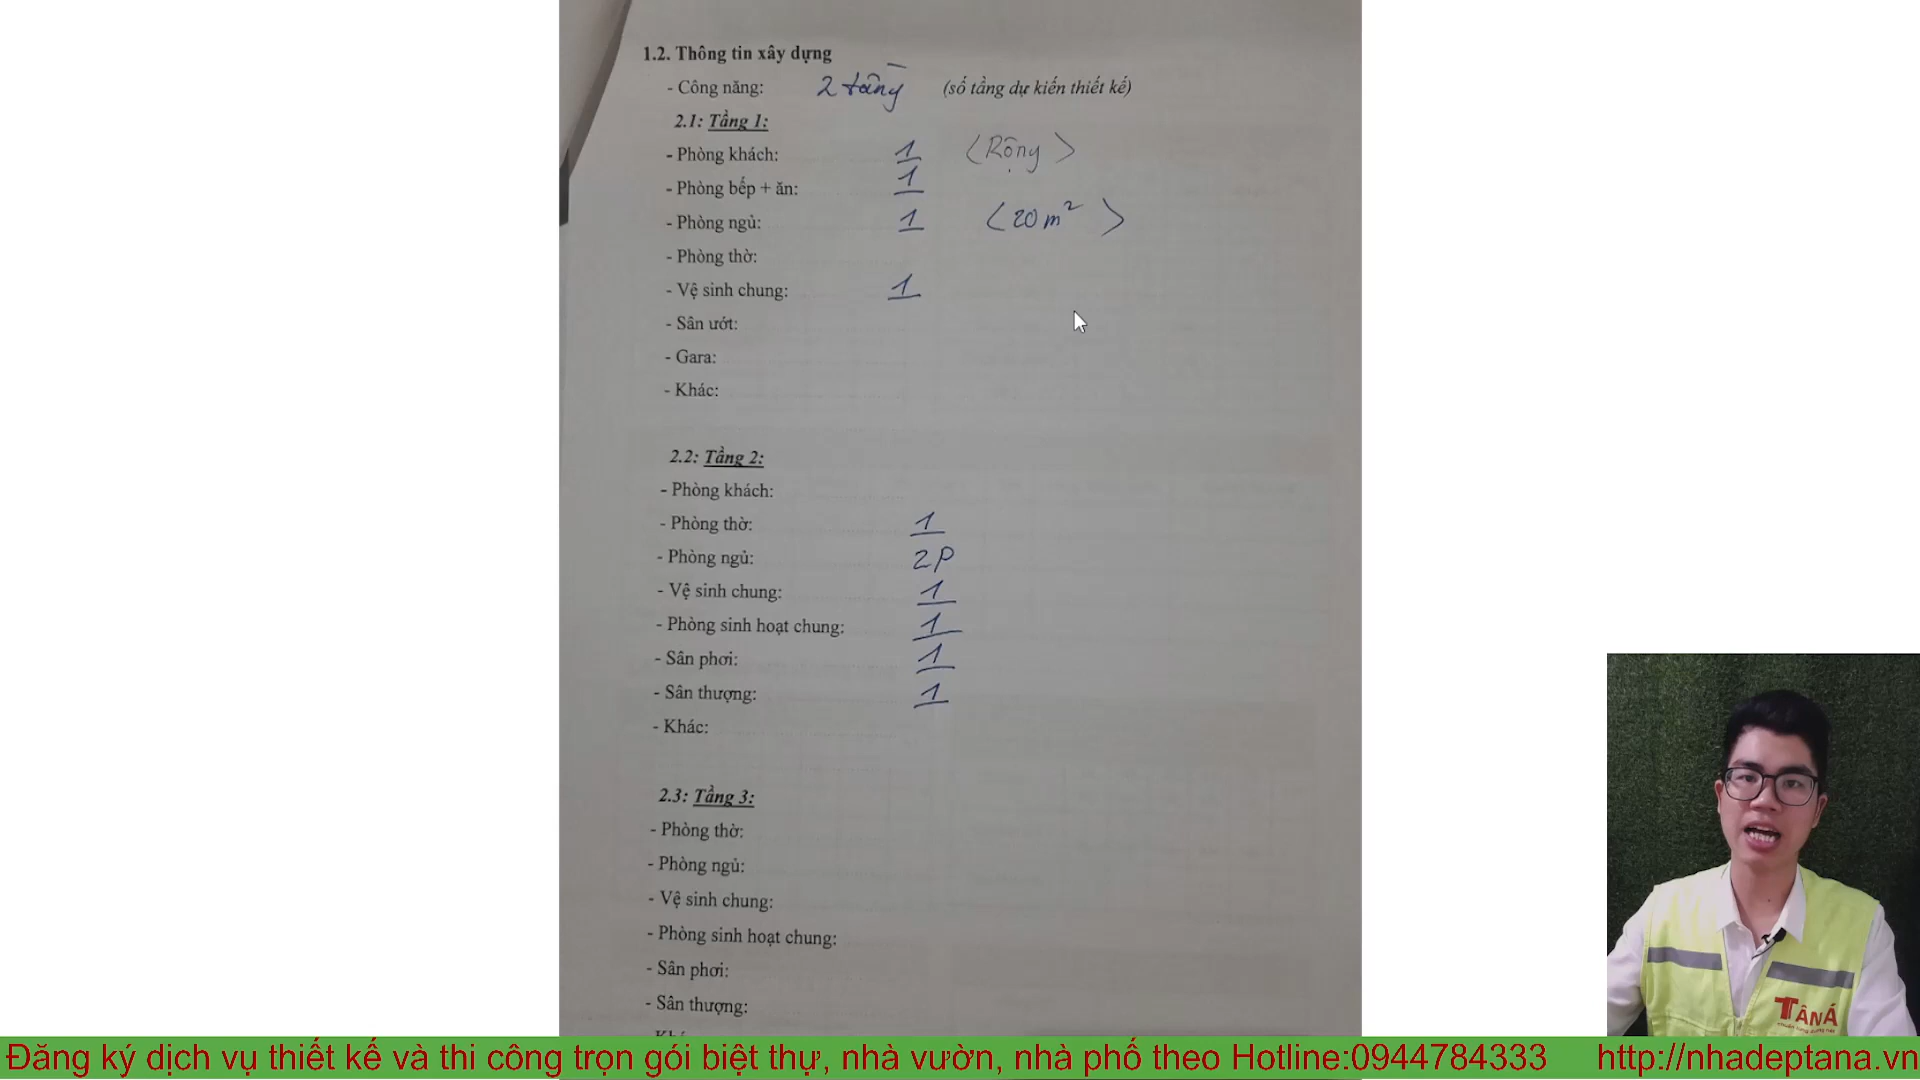 1.2. Thông tin xây dựng
- Công năng: 2 tầng (số tầng dự kiến thiết kế)
2.1: Tầng 1:
- Phòng khách: 1 (Rộng)
- Phòng bếp + ăn: 1
- Phòng ngủ: 1 (20 m²)
- Phòng thờ:
- Vệ sinh chung: 1
- Sân ướt:
- Gara:
- Khác:
2.2: Tầng 2:
- Phòng khách:
- Phòng thờ: 1
- Phòng ngủ: 2P
- Vệ sinh chung: 1
- Phòng sinh hoạt chung: 1
- Sân phơi: 1
- Sân thượng: 1
- Khác:
2.3: Tầng 3:
- Phòng thờ:
- Phòng ngủ:
- Vệ sinh chung:
- Phòng sinh hoạt chung:
- Sân phơi:
- Sân thượng:
TÂN Á
Đăng ký dịch vụ thiết kế và thi công trọn gói biệt thự, nhà vườn, nhà phố theo Hotline:0944784333 http://nhadeptana.vn